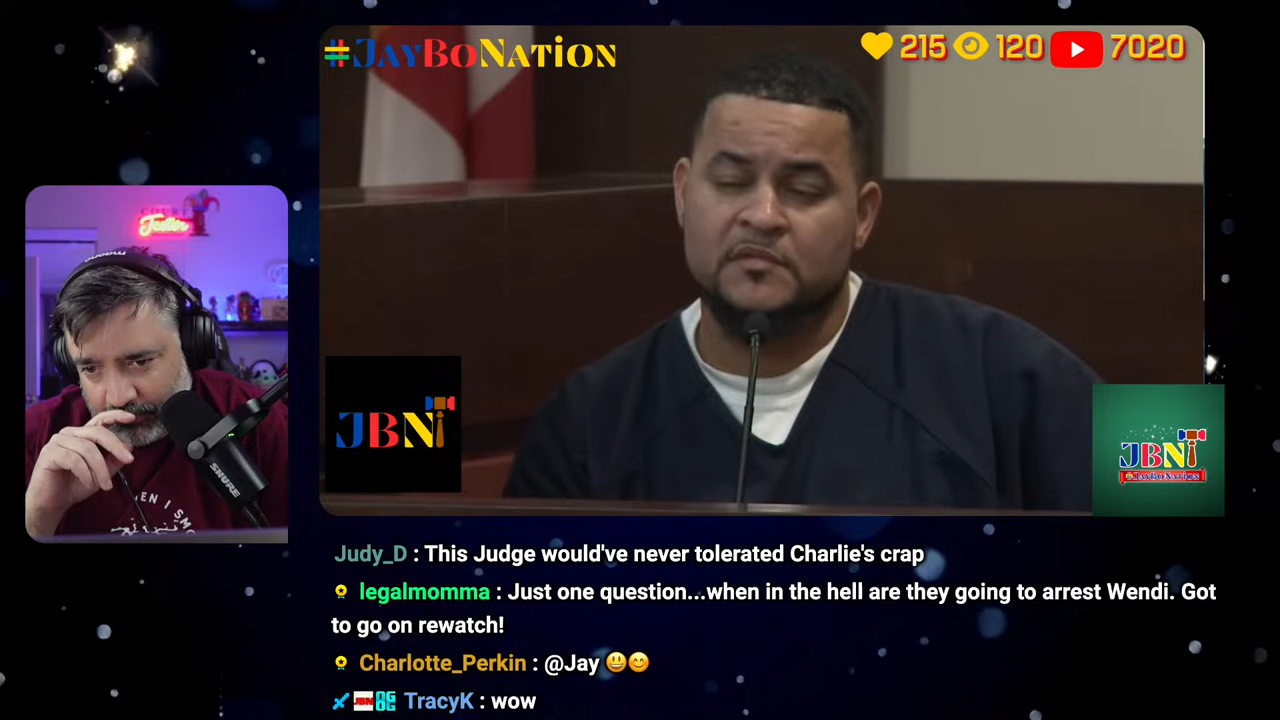 #JAYBONATION
215 120 7020
Jester
SHURE
JBN
JBN
#JAYBONATION
Judy_D : This Judge would've never tolerated Charlie's crap
legalmomma : Just one question...when in the hell are they going to arrest Wendi. Got
to go on rewatch!
Charlotte_Perkin : @Jay 😃😊
TracyK : wow